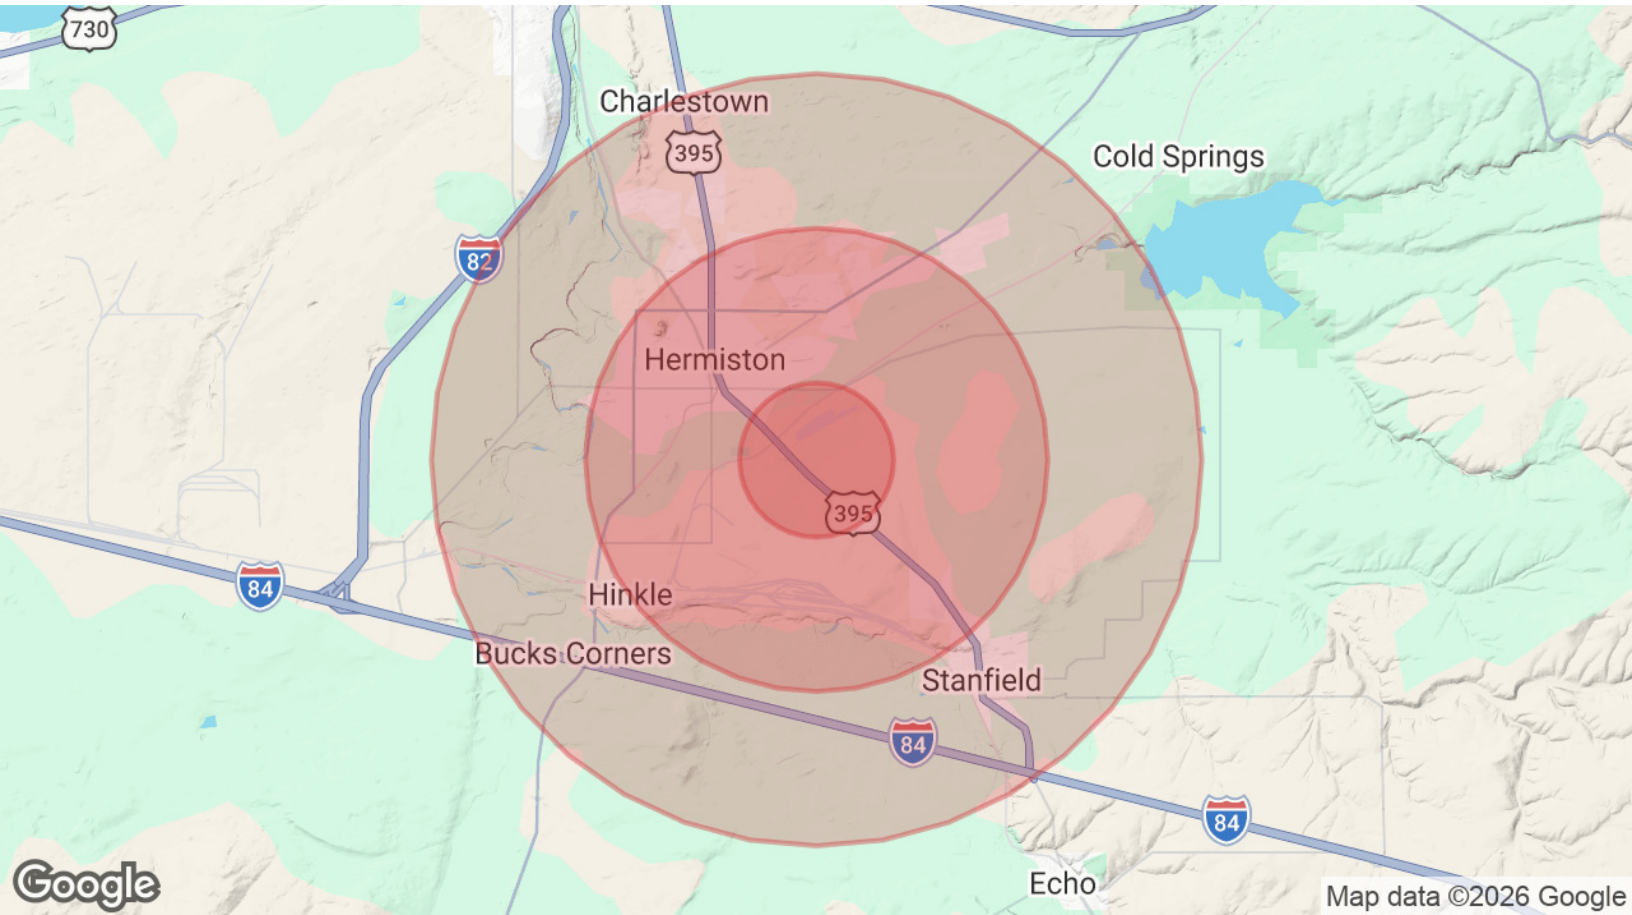 730
Charlestown
395
Cold Springs
82
Hermiston
395
84
Hinkle
Bucks Corners
Stanfield
84
84
Echo
Google
Map data ©2026 Google